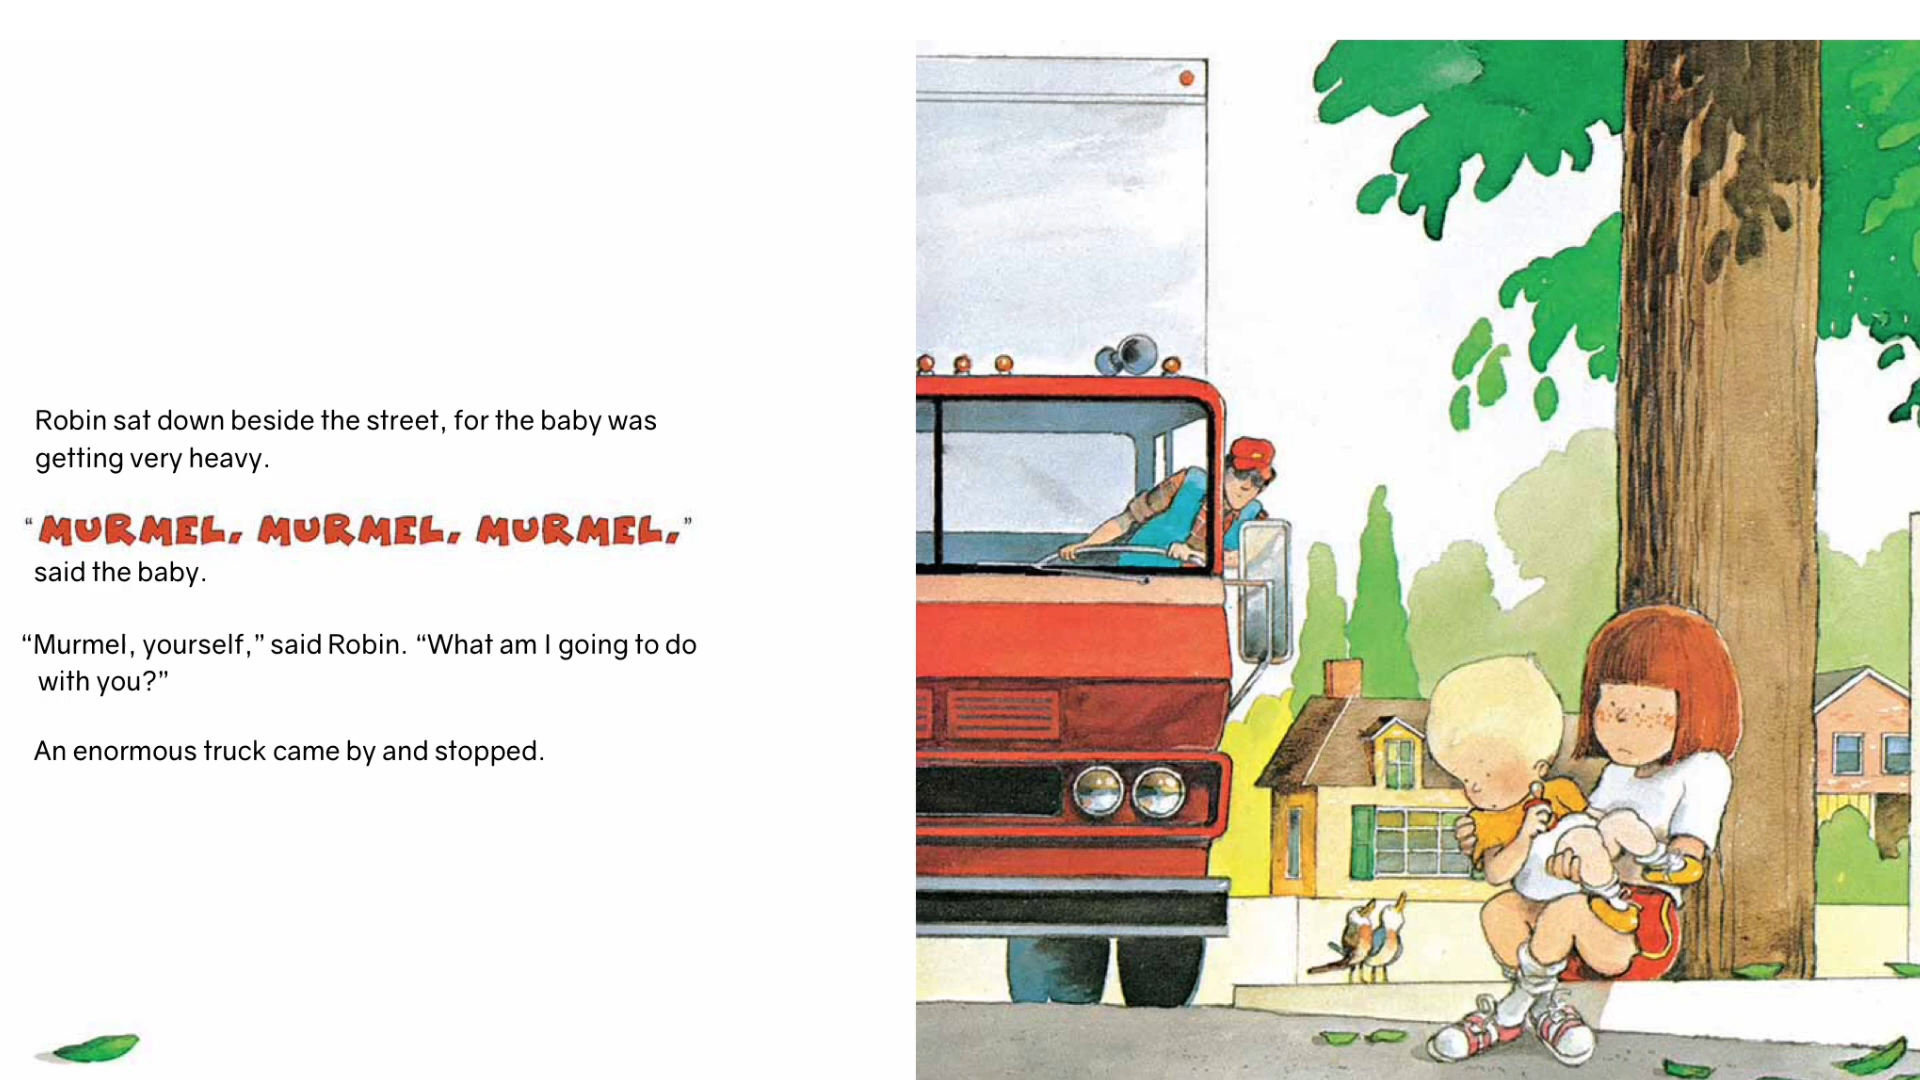 Robin sat down beside the street, for the baby was
getting very heavy.
“MURMEL, MURMEL, MURMEL,”
said the baby.
“Murmel, yourself,” said Robin. “What am I going to do
with you?”
An enormous truck came by and stopped.